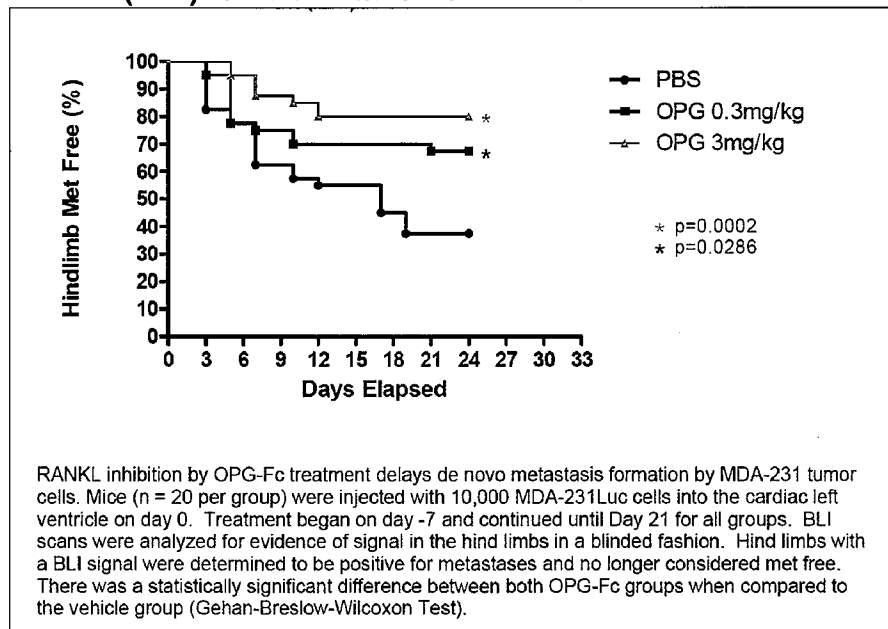 100
90
80
70
60
50
40
30
20
10
0
Hindlimb Met Free (%)
0 3 6 9 12 15 18 21 24 27 30 33
Days Elapsed
*
*
PBS
OPG 0.3mg/kg
OPG 3mg/kg
* p=0.0002
* p=0.0286
RANKL inhibition by OPG-Fc treatment delays de novo metastasis formation by MDA-231 tumor
cells. Mice (n = 20 per group) were injected with 10,000 MDA-231Luc cells into the cardiac left
ventricle on day 0. Treatment began on day -7 and continued until Day 21 for all groups. BLI
scans were analyzed for evidence of signal in the hind limbs in a blinded fashion. Hind limbs with
a BLI signal were determined to be positive for metastases and no longer considered met free.
There was a statistically significant difference between both OPG-Fc groups when compared to
the vehicle group (Gehan-Breslow-Wilcoxon Test).